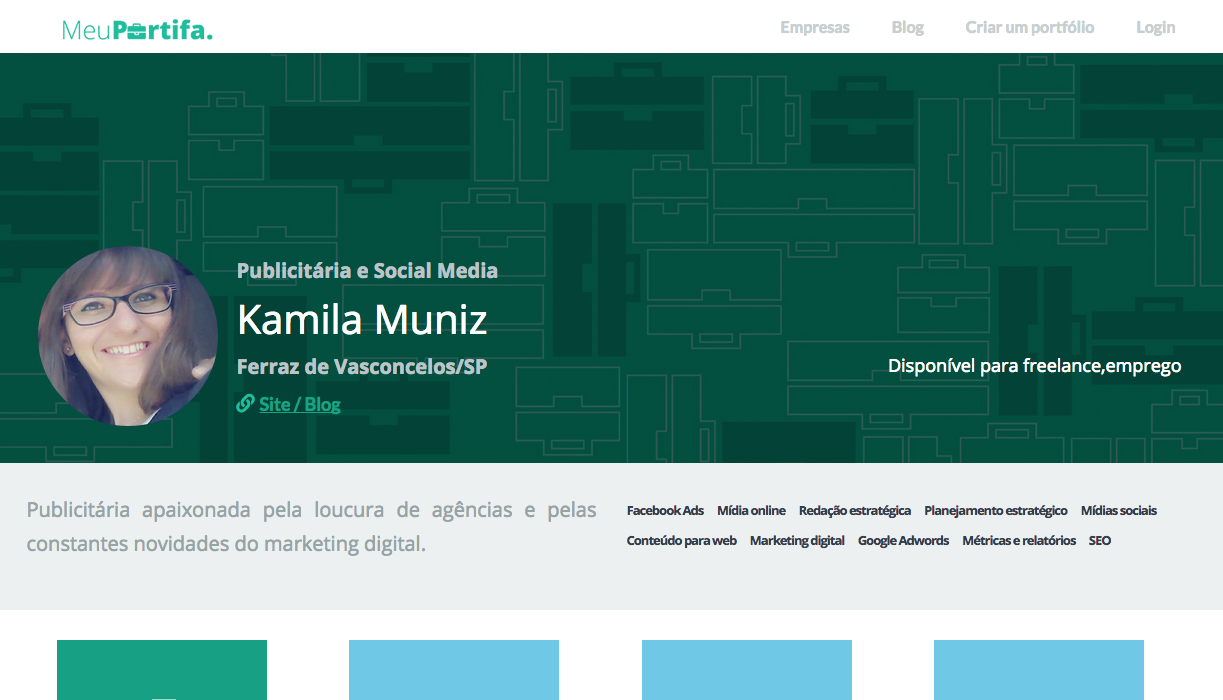 MeuPortifa.
Empresas Blog Criar um portfólio Login
Publicitária e Social Media
Kamila Muniz
Ferraz de Vasconcelos/SP
Disponível para freelance,emprego
Site / Blog
Publicitária apaixonada pela loucura de agências e pelas
constantes novidades do marketing digital.
Facebook Ads Mídia online Redação estratégica Planejamento estratégico Mídias sociais
Conteúdo para web Marketing digital Google Adwords Métricas e relatórios SEO